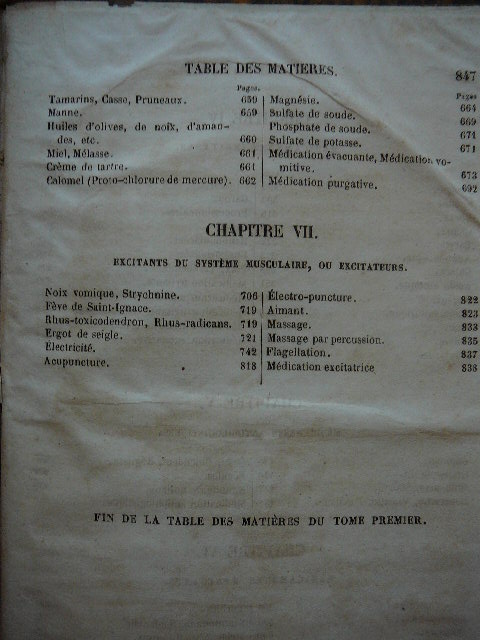 TABLE DES MATIÈRES.
847
Pages.
Tamarins, Casse, Pruneaux. 659
Manne. 659
Huiles d'olives, de noix, d'aman-
des, etc. 660
Miel, Mélasse. 661
Crème de tartre. 661
Calomel (Proto-chlorure de mercure). 662
Pages
Magnésie. 664
Sulfate de soude. 669
Phosphate de soude. 671
Sulfate de potasse. 671
Médication évacuante, Médication vo-
mitive. 673
Médication purgative. 692
CHAPITRE VII.
EXCITANTS DU SYSTÈME MUSCULAIRE, OU EXCITATEURS.
Noix vomique, Strychnine. 706
Fève de Saint-Ignace. 719
Rhus-toxicodendron, Rhus-radicans. 719
Ergot de seigle. 721
Électricité. 742
Acupuncture. 818
Électro-puncture. 822
Aimant. 823
Massage. 833
Massage par percussion. 835
Flagellation. 837
Médication excitatrice 838
FIN DE LA TABLE DES MATIÈRES DU TOME PREMIER.